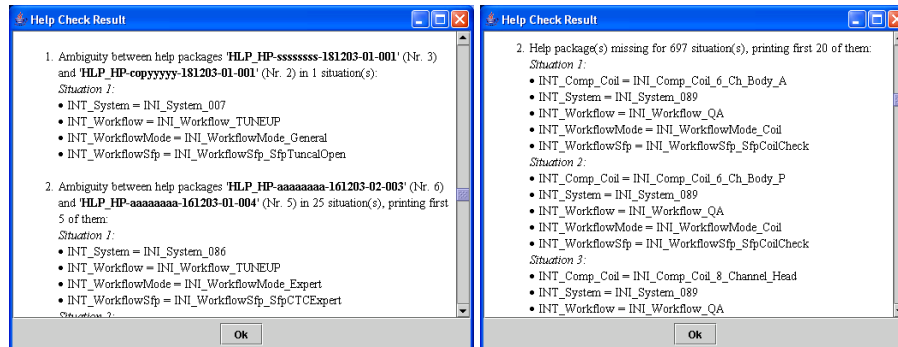 Help Check Result
1. Ambiguity between help packages 'HLP_HP-ssssssss-181203-01-001' (Nr. 3)
and 'HLP_HP-copyyyyy-181203-01-001' (Nr. 2) in 1 situation(s):
Situation 1:
• INT_System = INI_System_007
• INT_Workflow = INI_Workflow_TUNEUP
• INT_WorkflowMode = INI_WorkflowMode_General
• INT_WorkflowSfp = INI_WorkflowSfp_SfpTuncalOpen
2. Ambiguity between help packages 'HLP_HP-aaaaaaaa-161203-02-003' (Nr. 6)
and 'HLP_HP-aaaaaaaa-161203-01-004' (Nr. 5) in 25 situation(s), printing first
5 of them:
Situation 1:
• INT_System = INI_System_086
• INT_Workflow = INI_Workflow_TUNEUP
• INT_WorkflowMode = INI_WorkflowMode_Expert
• INT_WorkflowSfp = INI_WorkflowSfp_SfpCTCExpert
Situation 2:
Ok
Help Check Result
2. Help package(s) missing for 697 situation(s), printing first 20 of them:
Situation 1:
• INT_Comp_Coil = INI_Comp_Coil_6_Ch_Body_A
• INT_System = INI_System_089
• INT_Workflow = INI_Workflow_QA
• INT_WorkflowMode = INI_WorkflowMode_Coil
• INT_WorkflowSfp = INI_WorkflowSfp_SfpCoilCheck
Situation 2:
• INT_Comp_Coil = INI_Comp_Coil_6_Ch_Body_P
• INT_System = INI_System_089
• INT_Workflow = INI_Workflow_QA
• INT_WorkflowMode = INI_WorkflowMode_Coil
• INT_WorkflowSfp = INI_WorkflowSfp_SfpCoilCheck
Situation 3:
• INT_Comp_Coil = INI_Comp_Coil_8_Channel_Head
• INT_System = INI_System_089
• INT_Workflow = INI_Workflow_QA
Ok